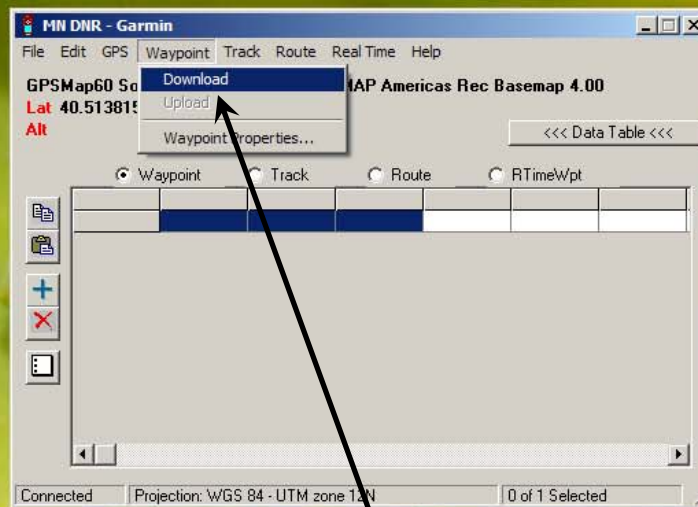 MN DNR - Garmin
File Edit GPS Waypoint Track Route Real Time Help
Download
Upload
Waypoint Properties...
GPSMap60 So MAP Americas Rec Basemap 4.00
Lat 40.513815
Alt
<<< Data Table <<<
Waypoint Track Route RTimeWpt
Connected Projection: WGS 84 - UTM zone 12N 0 of 1 Selected